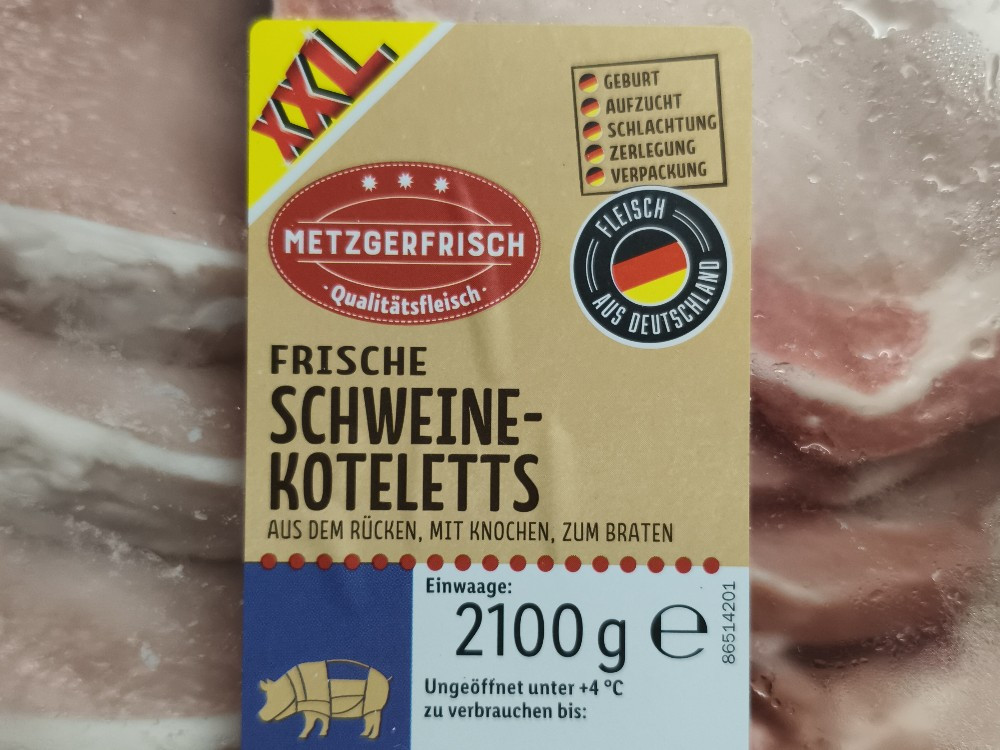 XXL
GEBURT
AUFZUCHT
SCHLACHTUNG
ZERLEGUNG
VERPACKUNG
METZGERFRISCH
· Qualitätsfleisch ·
FLEISCH
AUS DEUTSCHLAND
FRISCHE
SCHWEINE-
KOTELETTS
AUS DEM RÜCKEN, MIT KNOCHEN, ZUM BRATEN
Einwaage:
2100 g ℮
86514201
Ungeöffnet unter +4 °C
zu verbrauchen bis: